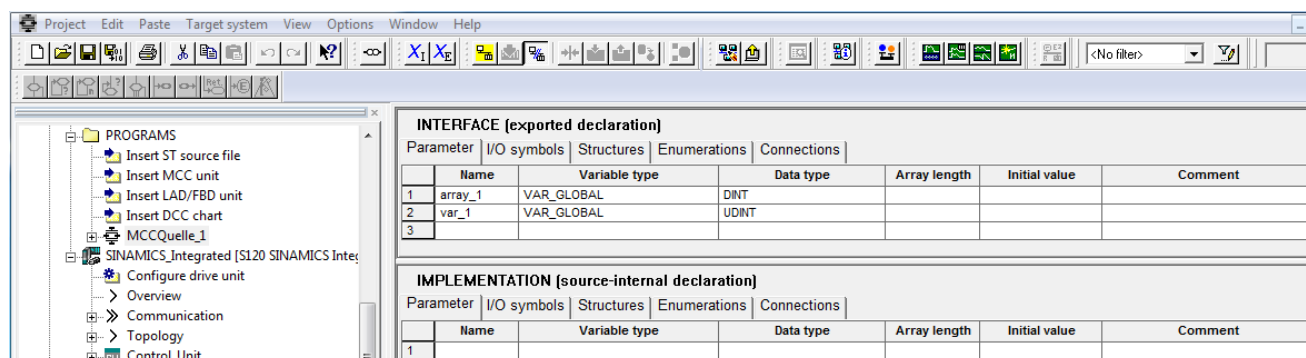 Project Edit Paste Target system View Options Window Help
<No filter>
Ret.
PROGRAMS
Insert ST source file
Insert MCC unit
Insert LAD/FBD unit
Insert DCC chart
MCCQuelle_1
SINAMICS_Integrated [S120 SINAMICS Integ
Configure drive unit
Overview
Communication
Topology
Control_Unit
INTERFACE (exported declaration)
Parameter I/O symbols Structures Enumerations Connections
Name Variable type Data type Array length Initial value Comment
1 array_1 VAR_GLOBAL DINT
2 var_1 VAR_GLOBAL UDINT
3
IMPLEMENTATION (source-internal declaration)
Parameter I/O symbols Structures Enumerations Connections
Name Variable type Data type Array length Initial value Comment
1